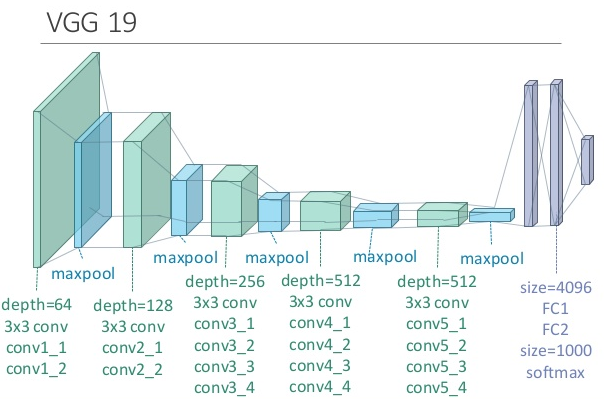 VGG 19
maxpool
maxpool
maxpool
maxpool
maxpool
depth=64
3x3 conv
conv1_1
conv1_2
depth=128
3x3 conv
conv2_1
conv2_2
depth=256
3x3 conv
conv3_1
conv3_2
conv3_3
conv3_4
depth=512
3x3 conv
conv4_1
conv4_2
conv4_3
conv4_4
depth=512
3x3 conv
conv5_1
conv5_2
conv5_3
conv5_4
size=4096
FC1
FC2
size=1000
softmax